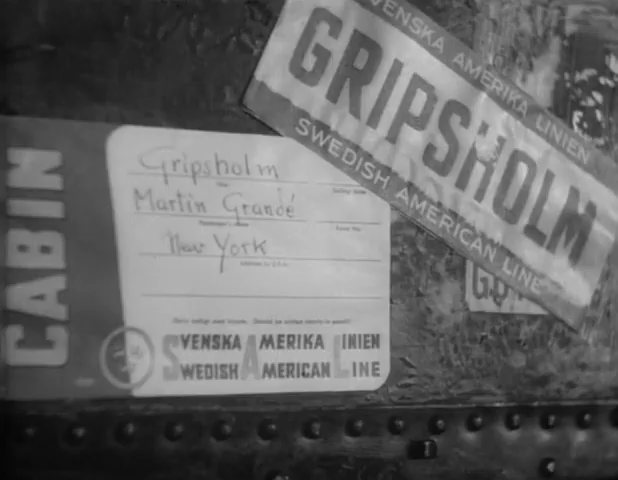 SVENSKA AMERIKA LINIEN
GRIPSHOLM
SWEDISH AMERICAN LINE
CABIN
Gripsholm
Martin Grandé
New York
SVENSKA AMERIKA LINIEN
SWEDISH AMERICAN LINE